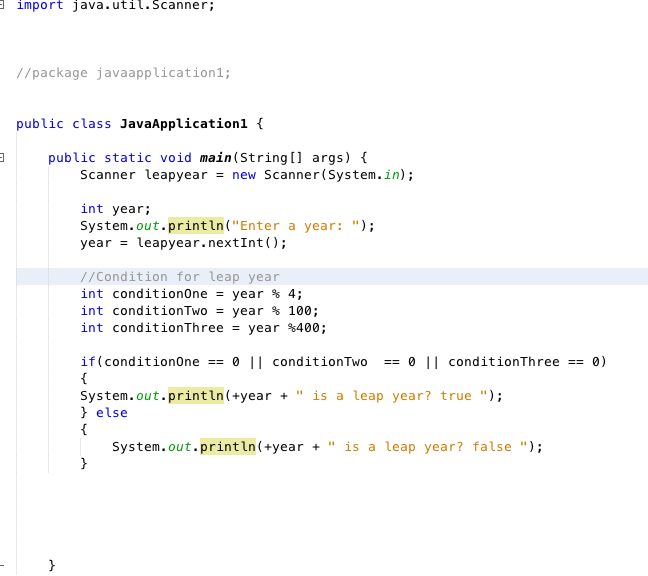 import java.util.Scanner;
//package javaapplication1;
public class JavaApplication1 {
public static void main(String[] args) {
Scanner leapyear = new Scanner(System.in);
int year;
System.out.println("Enter a year: ");
year = leapyear.nextInt();
//Condition for leap year
int conditionOne = year % 4;
int conditionTwo = year % 100;
int conditionThree = year %400;
if(conditionOne == 0 || conditionTwo  == 0 || conditionThree == 0)
{
System.out.println(+year + " is a leap year? true ");
} else
{
System.out.println(+year + " is a leap year? false ");
}
}